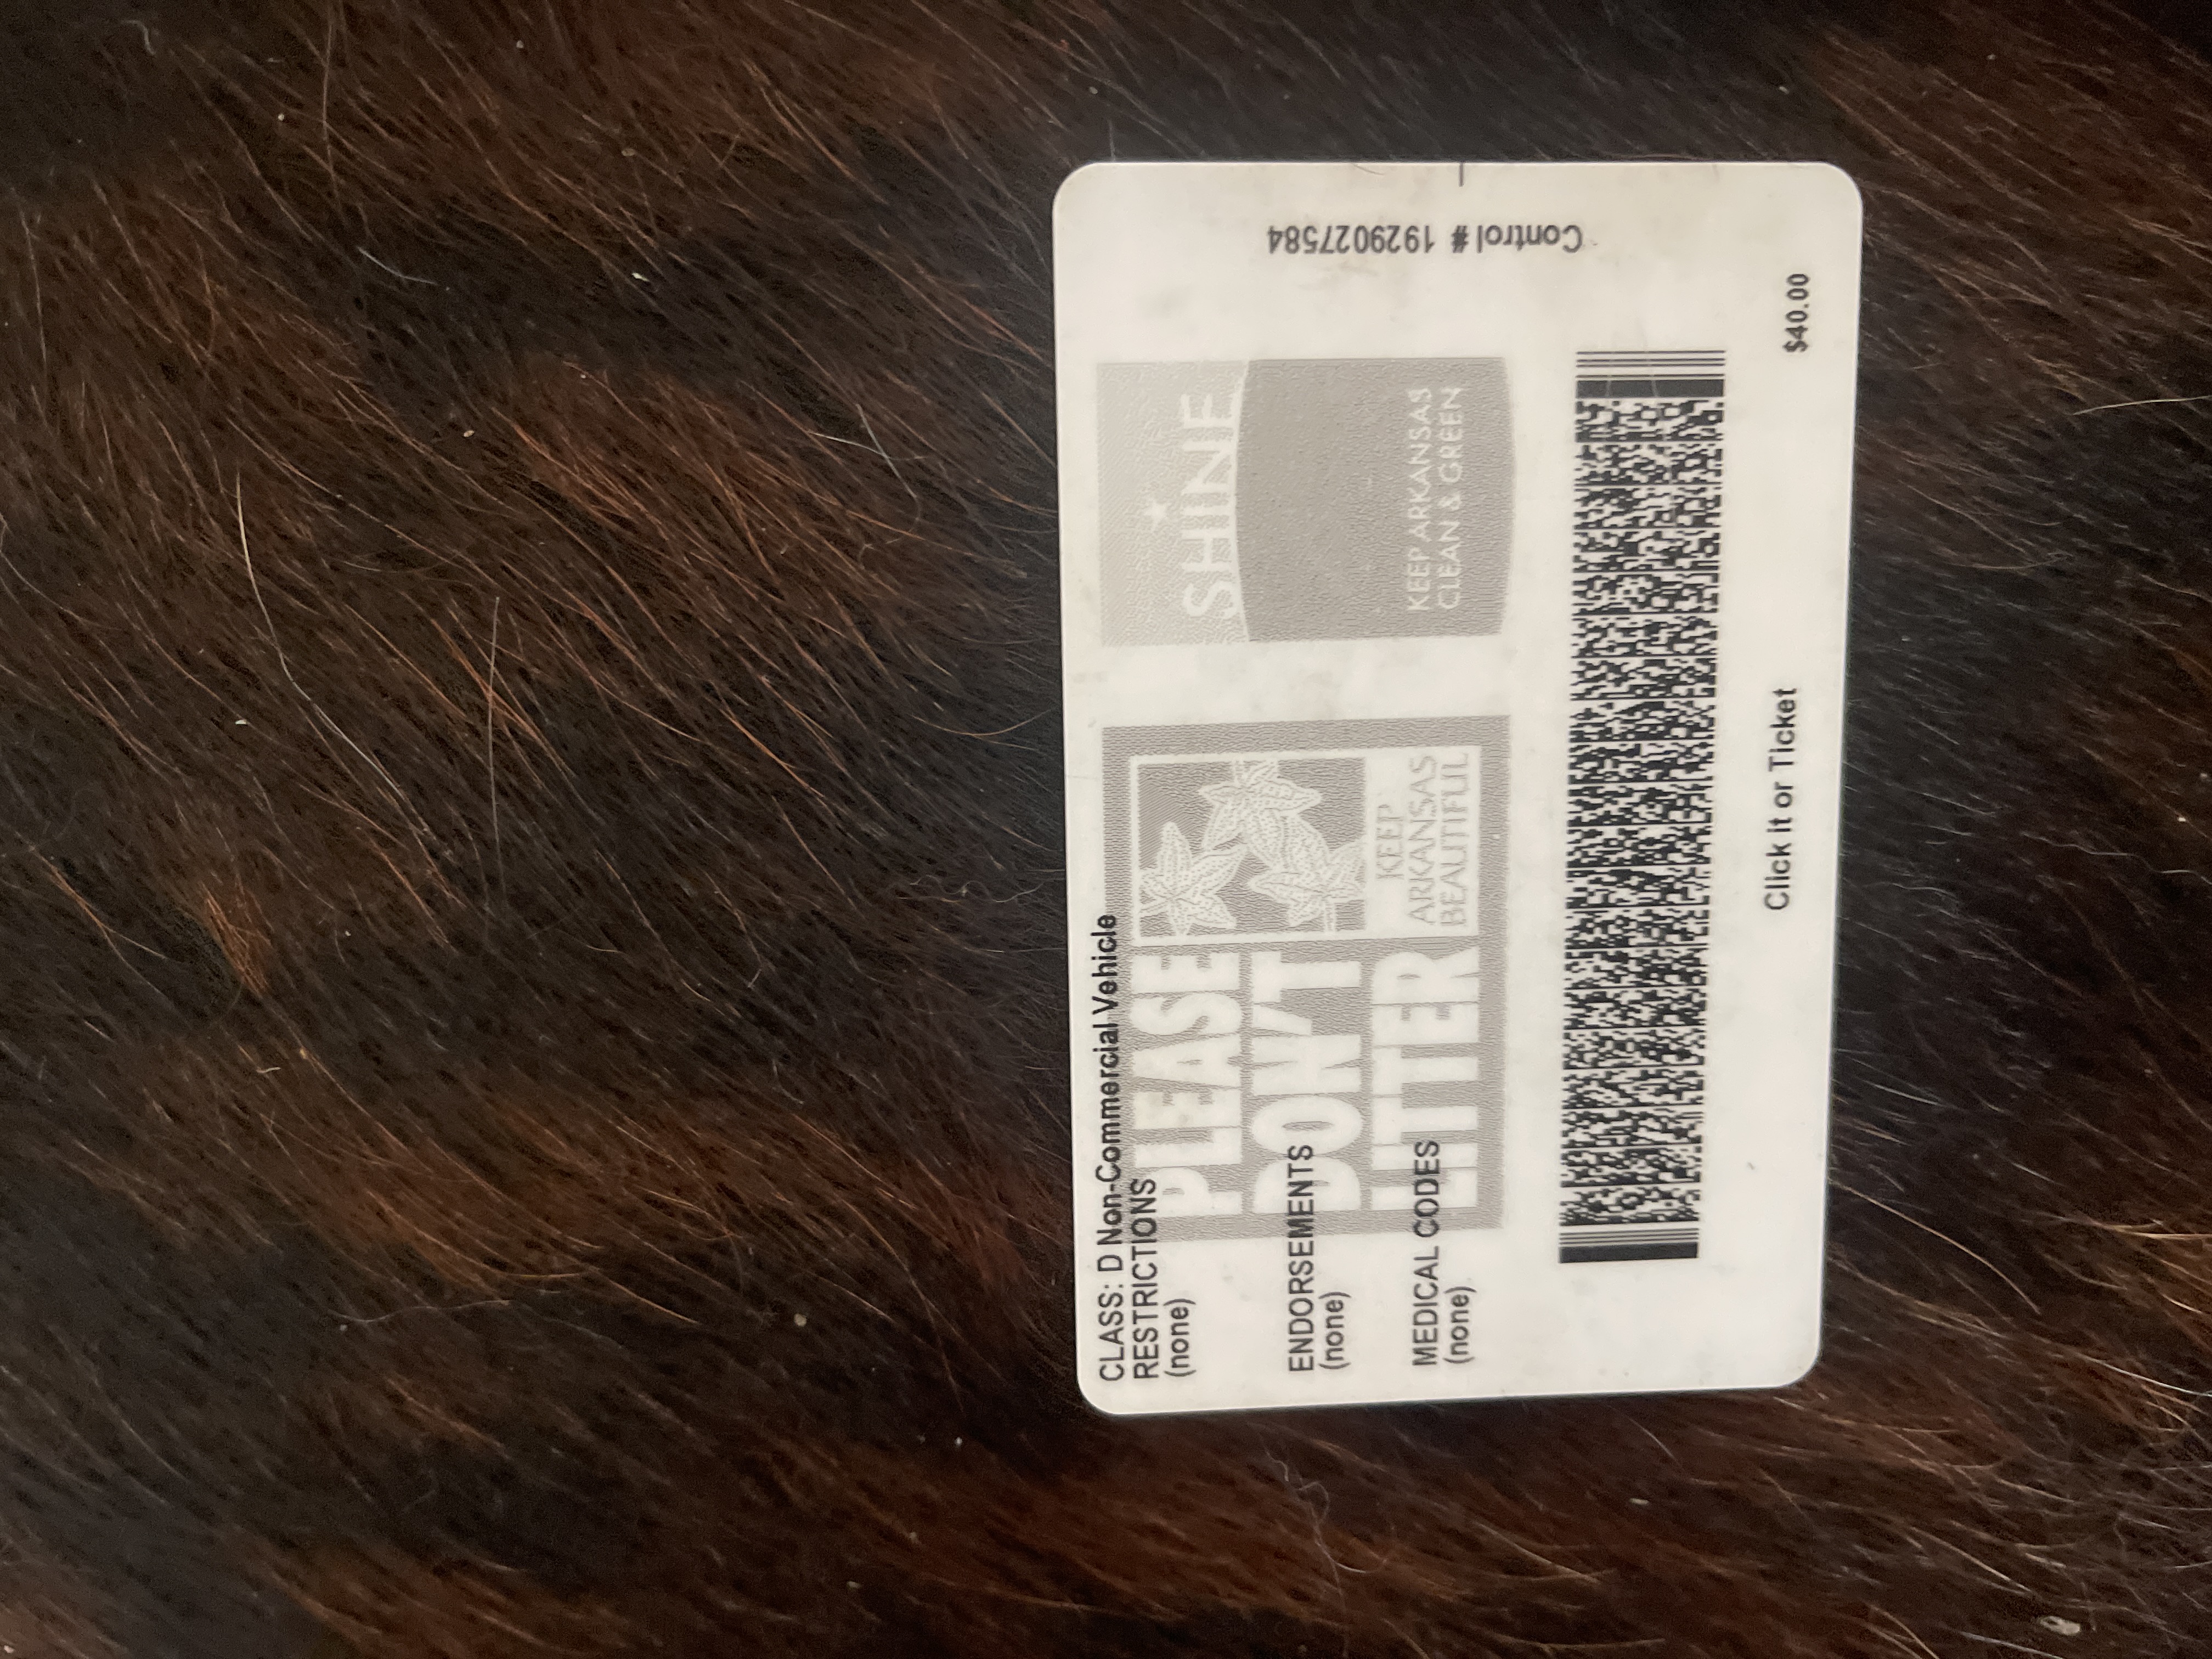 CLASS: D Non-Commercial Vehicle
RESTRICTIONS
(none)
ENDORSEMENTS
(none)
MEDICAL CODES
(none)
PLEASE
DON'T
LITTER
KEEP
ARKANSAS
BEAUTIFUL
SHINE
KEEP ARKANSAS
CLEAN & GREEN
Control # 1929027584
Click it or Ticket
$40.00